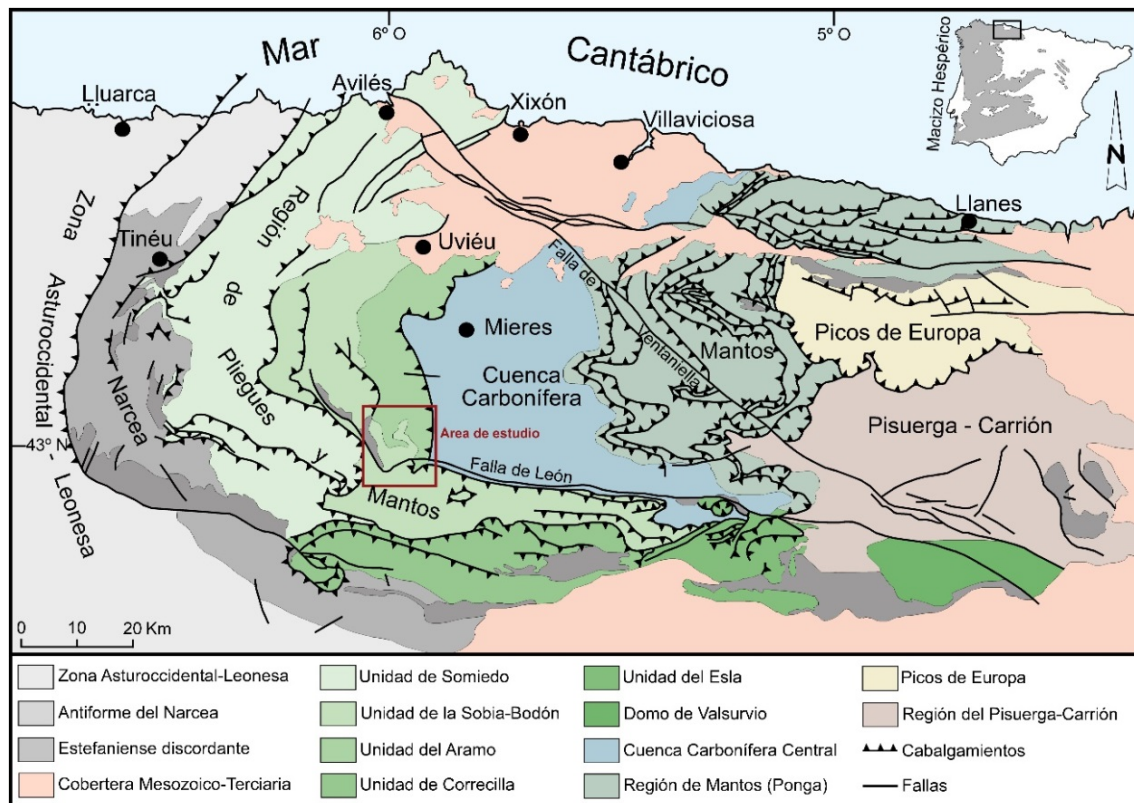 6º O
5º O
Mar
Cantábrico
Macizo Hespérico
N
Lluarca
Avilés
Xixón
Villaviciosa
Llanes
Zona
Asturoccidental
- Leonesa
Tinéu
Región
de
Pliegues
y
Mantos
Narcea
Uviéu
Mieres
Cuenca
Carbonífera
Falla de
Ventaniella
Mantos
Picos de Europa
Pisuerga - Carrión
43º N
Area de estudio
Falla de León
0 10 20 Km
Zona Asturoccidental-Leonesa
Antiforme del Narcea
Estefaniense discordante
Cobertera Mesozoico-Terciaria
Unidad de Somiedo
Unidad de la Sobia-Bodón
Unidad del Aramo
Unidad de Correcilla
Unidad del Esla
Domo de Valsurvio
Cuenca Carbonífera Central
Región de Mantos (Ponga)
Picos de Europa
Región del Pisuerga-Carrión
Cabalgamientos
Fallas